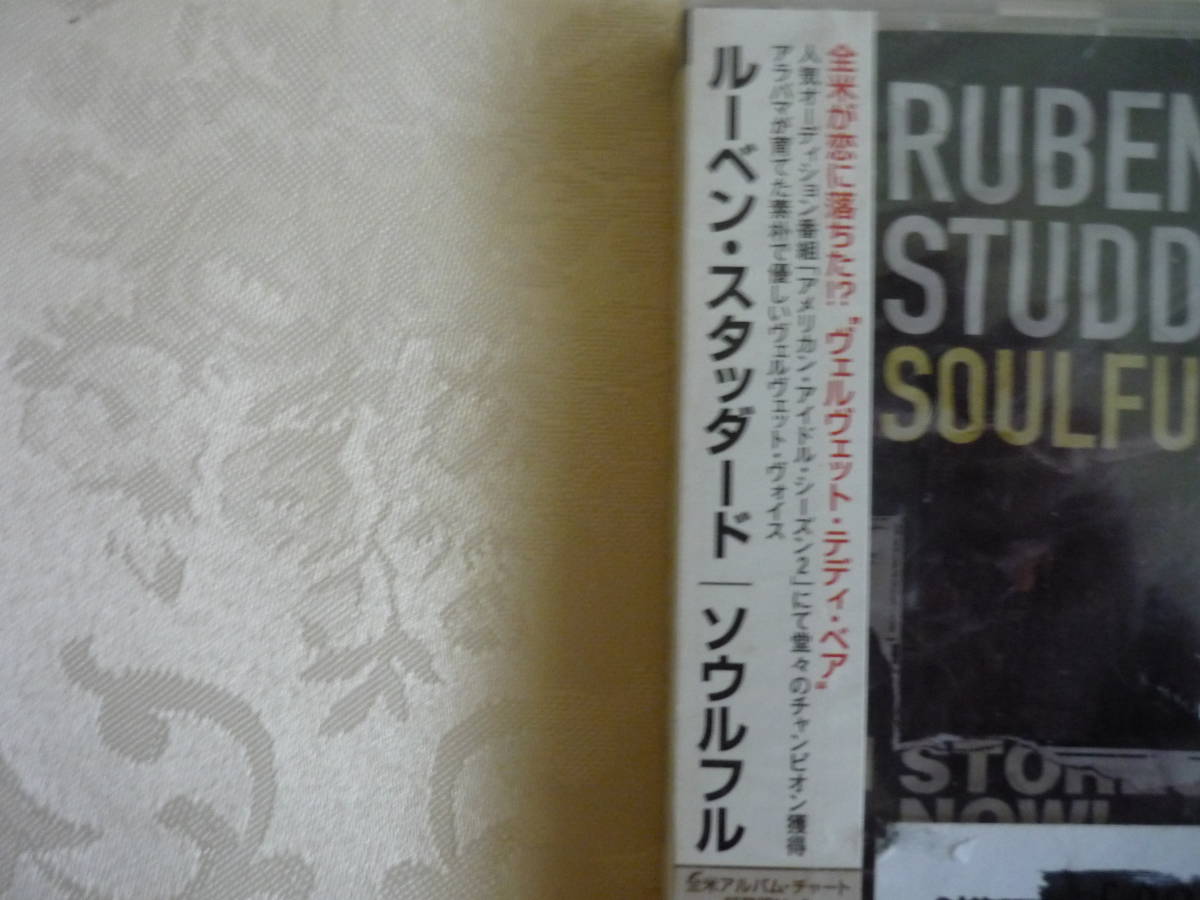 全米が恋に落ちた!? "ヴェルヴェット・テディ・ベア"
人気オーディション番組「アメリカン・アイドル・シーズン2」にて堂々のチャンピオン獲得
アラバマが育てた素朴で優しいヴェルヴェット・ヴォイス
ルーベン・スタッダード|ソウルフル
全米アルバム・チャート
RUBEN
STUDD
SOULFU
NOW!